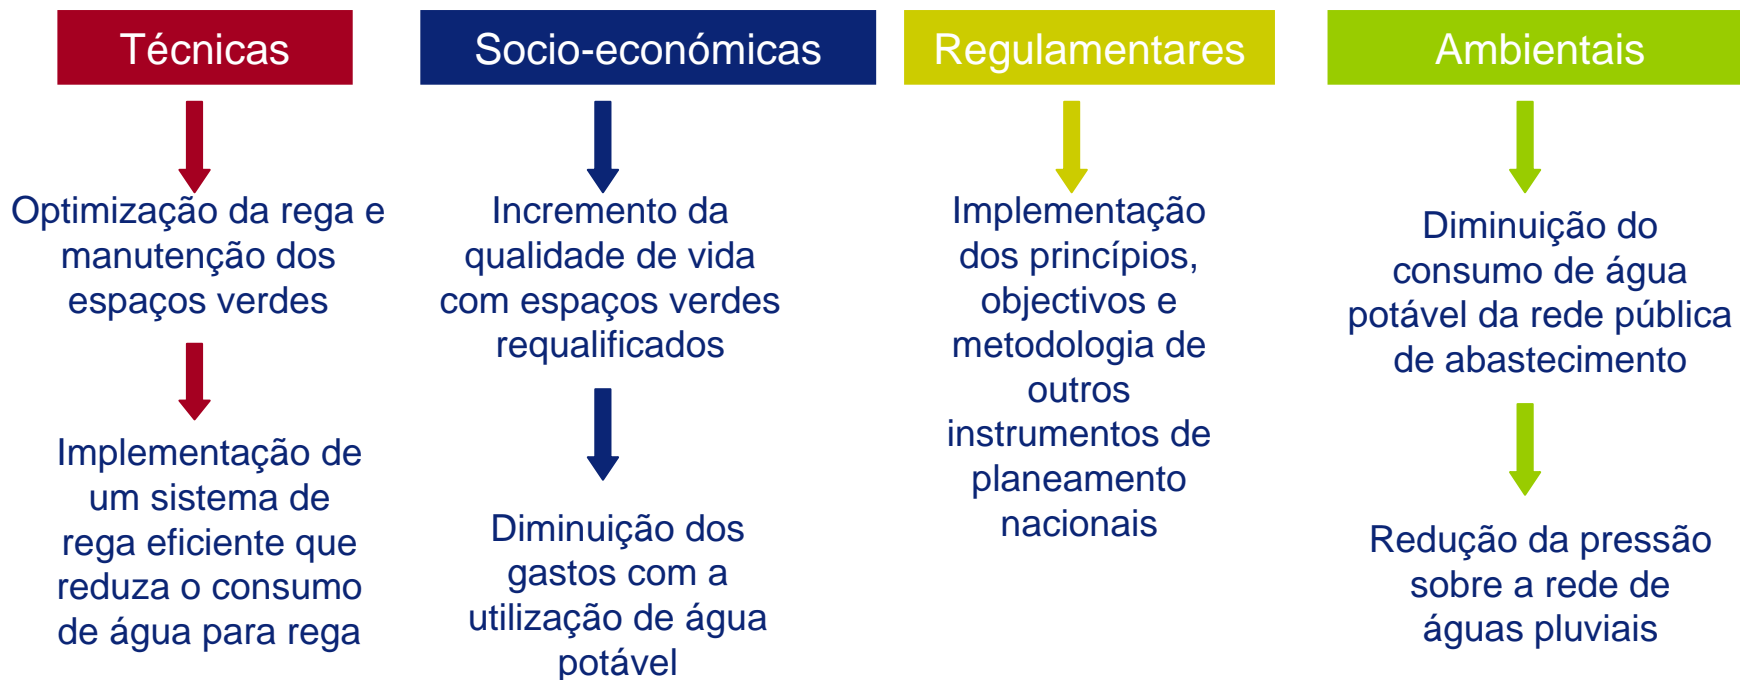 Técnicas
Optimização da rega e
manutenção dos
espaços verdes
Implementação de
um sistema de
rega eficiente que
reduza o consumo
de água para rega
Socio-económicas
Incremento da
qualidade de vida
com espaços verdes
requalificados
Diminuição dos
gastos com a
utilização de água
potável
Regulamentares
Implementação
dos princípios,
objectivos e
metodologia de
outros
instrumentos de
planeamento
nacionais
Ambientais
Diminuição do
consumo de água
potável da rede pública
de abastecimento
Redução da pressão
sobre a rede de
águas pluviais